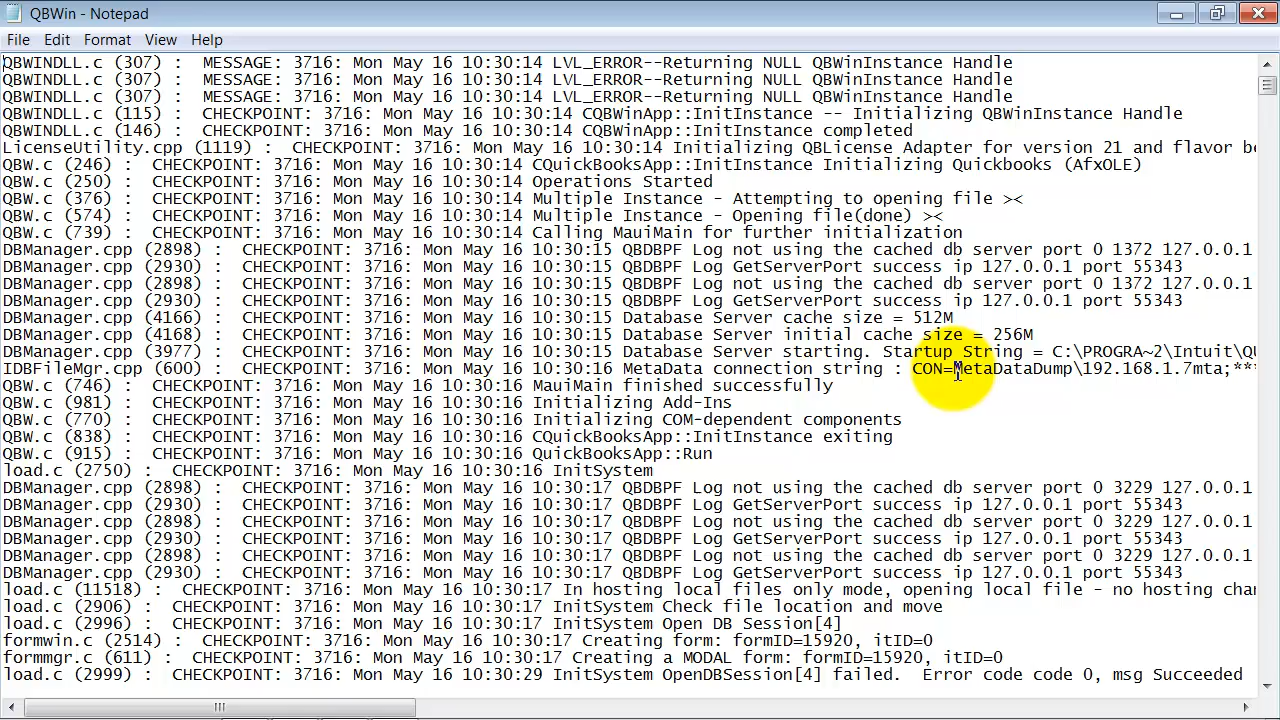 QBWin - Notepad
File Edit Format View Help
QBWINDLL.c (307) :  MESSAGE: 3716: Mon May 16 10:30:14 LVL_ERROR--Returning NULL QBWinInstance Handle
QBWINDLL.c (307) :  MESSAGE: 3716: Mon May 16 10:30:14 LVL_ERROR--Returning NULL QBWinInstance Handle
QBWINDLL.c (307) :  MESSAGE: 3716: Mon May 16 10:30:14 LVL_ERROR--Returning NULL QBWinInstance Handle
QBWINDLL.c (115) :  CHECKPOINT: 3716: Mon May 16 10:30:14 CQBWinApp::InitInstance -- Initializing QBWinInstance Handle
QBWINDLL.c (146) :  CHECKPOINT: 3716: Mon May 16 10:30:14 CQBWinApp::InitInstance completed
LicenseUtility.cpp (1119) :  CHECKPOINT: 3716: Mon May 16 10:30:14 Initializing QBLicense Adapter for version 21 and flavor be
QBW.c (246) :  CHECKPOINT: 3716: Mon May 16 10:30:14 CQuickBooksApp::InitInstance Initializing Quickbooks (AfxOLE)
QBW.c (250) :  CHECKPOINT: 3716: Mon May 16 10:30:14 Operations Started
QBW.c (376) :  CHECKPOINT: 3716: Mon May 16 10:30:14 Multiple Instance - Attempting to opening file ><
QBW.c (574) :  CHECKPOINT: 3716: Mon May 16 10:30:14 Multiple Instance - Opening file(done) ><
QBW.c (739) :  CHECKPOINT: 3716: Mon May 16 10:30:14 Calling MauiMain for further initialization
DBManager.cpp (2898) :  CHECKPOINT: 3716: Mon May 16 10:30:15 QBDBPF Log not using the cached db server port 0 1372 127.0.0.1
DBManager.cpp (2930) :  CHECKPOINT: 3716: Mon May 16 10:30:15 QBDBPF Log GetServerPort success ip 127.0.0.1 port 55343
DBManager.cpp (2898) :  CHECKPOINT: 3716: Mon May 16 10:30:15 QBDBPF Log not using the cached db server port 0 1372 127.0.0.1
DBManager.cpp (2930) :  CHECKPOINT: 3716: Mon May 16 10:30:15 QBDBPF Log GetServerPort success ip 127.0.0.1 port 55343
DBManager.cpp (4166) :  CHECKPOINT: 3716: Mon May 16 10:30:15 Database Server cache size = 512M
DBManager.cpp (4168) :  CHECKPOINT: 3716: Mon May 16 10:30:15 Database Server initial cache size = 256M
DBManager.cpp (3977) :  CHECKPOINT: 3716: Mon May 16 10:30:15 Database Server starting. Startup String = C:\PROGRA~2\Intuit\QU
IDBFileMgr.cpp (600) :  CHECKPOINT: 3716: Mon May 16 10:30:16 MetaData connection string : CON=MetaDataDump\192.168.1.7mta;***
QBW.c (746) :  CHECKPOINT: 3716: Mon May 16 10:30:16 MauiMain finished successfully
QBW.c (981) :  CHECKPOINT: 3716: Mon May 16 10:30:16 Initializing Add-Ins
QBW.c (770) :  CHECKPOINT: 3716: Mon May 16 10:30:16 Initializing COM-dependent components
QBW.c (838) :  CHECKPOINT: 3716: Mon May 16 10:30:16 CQuickBooksApp::InitInstance exiting
QBW.c (915) :  CHECKPOINT: 3716: Mon May 16 10:30:16 QuickBooksApp::Run
load.c (2750) :  CHECKPOINT: 3716: Mon May 16 10:30:16 InitSystem
DBManager.cpp (2898) :  CHECKPOINT: 3716: Mon May 16 10:30:17 QBDBPF Log not using the cached db server port 0 3229 127.0.0.1
DBManager.cpp (2930) :  CHECKPOINT: 3716: Mon May 16 10:30:17 QBDBPF Log GetServerPort success ip 127.0.0.1 port 55343
DBManager.cpp (2898) :  CHECKPOINT: 3716: Mon May 16 10:30:17 QBDBPF Log not using the cached db server port 0 3229 127.0.0.1
DBManager.cpp (2930) :  CHECKPOINT: 3716: Mon May 16 10:30:17 QBDBPF Log GetServerPort success ip 127.0.0.1 port 55343
DBManager.cpp (2898) :  CHECKPOINT: 3716: Mon May 16 10:30:17 QBDBPF Log not using the cached db server port 0 3229 127.0.0.1
DBManager.cpp (2930) :  CHECKPOINT: 3716: Mon May 16 10:30:17 QBDBPF Log GetServerPort success ip 127.0.0.1 port 55343
load.c (11518) :  CHECKPOINT: 3716: Mon May 16 10:30:17 In hosting local files only mode, opening local file - no hosting chan
load.c (2906) :  CHECKPOINT: 3716: Mon May 16 10:30:17 InitSystem Check file location and move
load.c (2996) :  CHECKPOINT: 3716: Mon May 16 10:30:17 InitSystem Open DB Session[4]
formwin.c (2514) :  CHECKPOINT: 3716: Mon May 16 10:30:17 Creating form: formID=15920, itID=0
formmgr.c (611) :  CHECKPOINT: 3716: Mon May 16 10:30:17 Creating a MODAL form: formID=15920, itID=0
load.c (2999) :  CHECKPOINT: 3716: Mon May 16 10:30:29 InitSystem OpenDBSession[4] failed.  Error code code 0, msg Succeeded